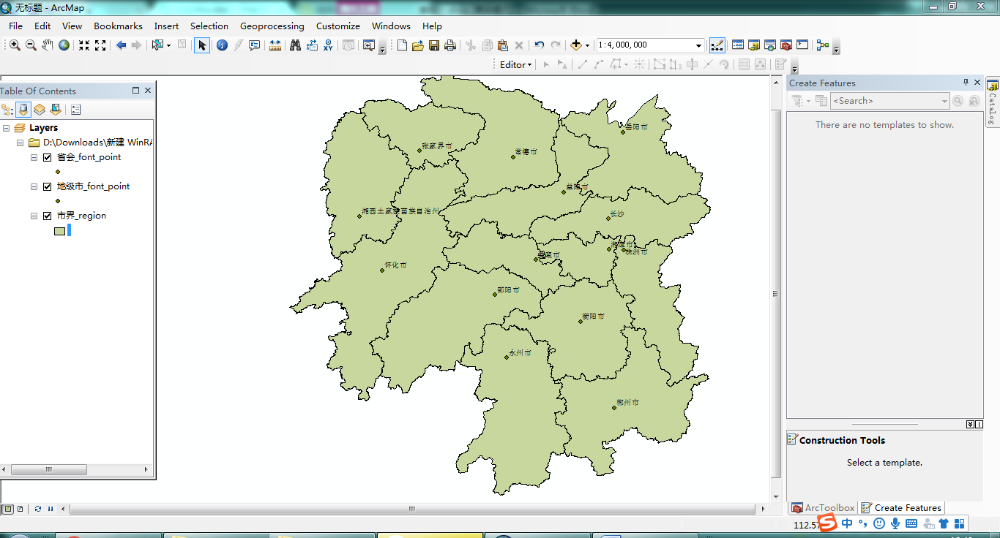 无标题 - ArcMap
File Edit View Bookmarks Insert Selection Geoprocessing Customize Windows Help
1:4,000,000
Editor
Table Of Contents
Layers
D:\Downloads\新建 WinRA
省会_font_point
地级市_font_point
市界_region
岳阳市
张家界市
常德市
益阳市
湘西土家族苗族自治州
长沙
湘潭市
株洲市
娄底市
怀化市
邵阳市
衡阳市
永州市
郴州市
Create Features
<Search>
There are no templates to show.
Catalog
Construction Tools
Select a template.
ArcToolbox
Create Features
112.57
中